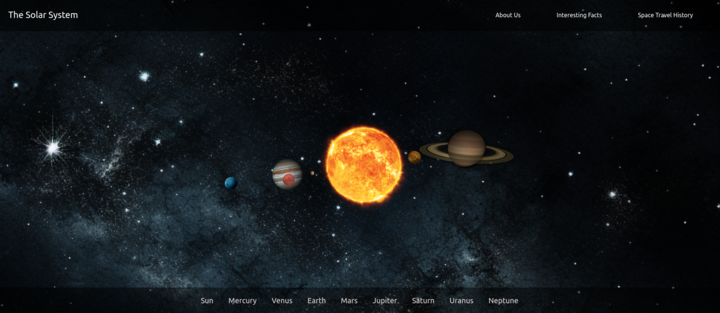 The Solar System
About Us Interesting Facts Space Travel History
Sun Mercury Venus Earth Mars Jupiter Saturn Uranus Neptune